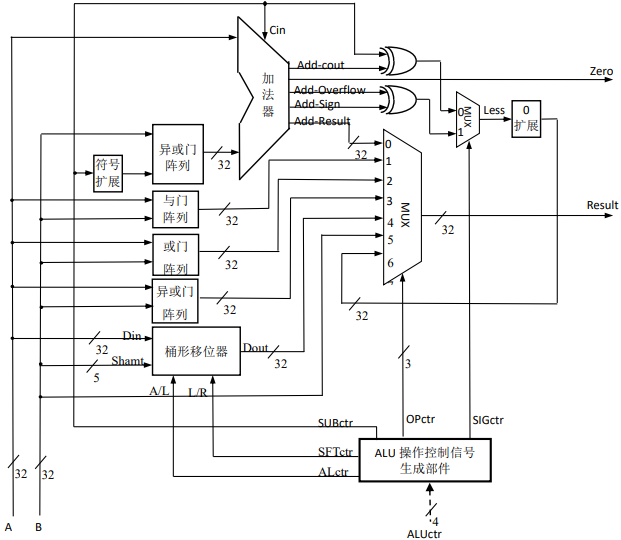 Cin
加
法
器
Add-cout
Zero
Add-Overflow
Add-Sign
Add-Result
0
1
MUX
Less
0
扩展
异或门
阵列
32
符号
扩展
32
0
1
2
3
4
5
6
MUX
与门
阵列
32
Result
32
或门
阵列
32
异或门
阵列
32
32
Din
32
Shamt
5
桶形移位器
Dout
32
3
A/L
L/R
SUBctr
OPctr
SIGctr
SFTctr
ALctr
ALU 操作控制信号
生成部件
32
32
4
A
B
ALUctr